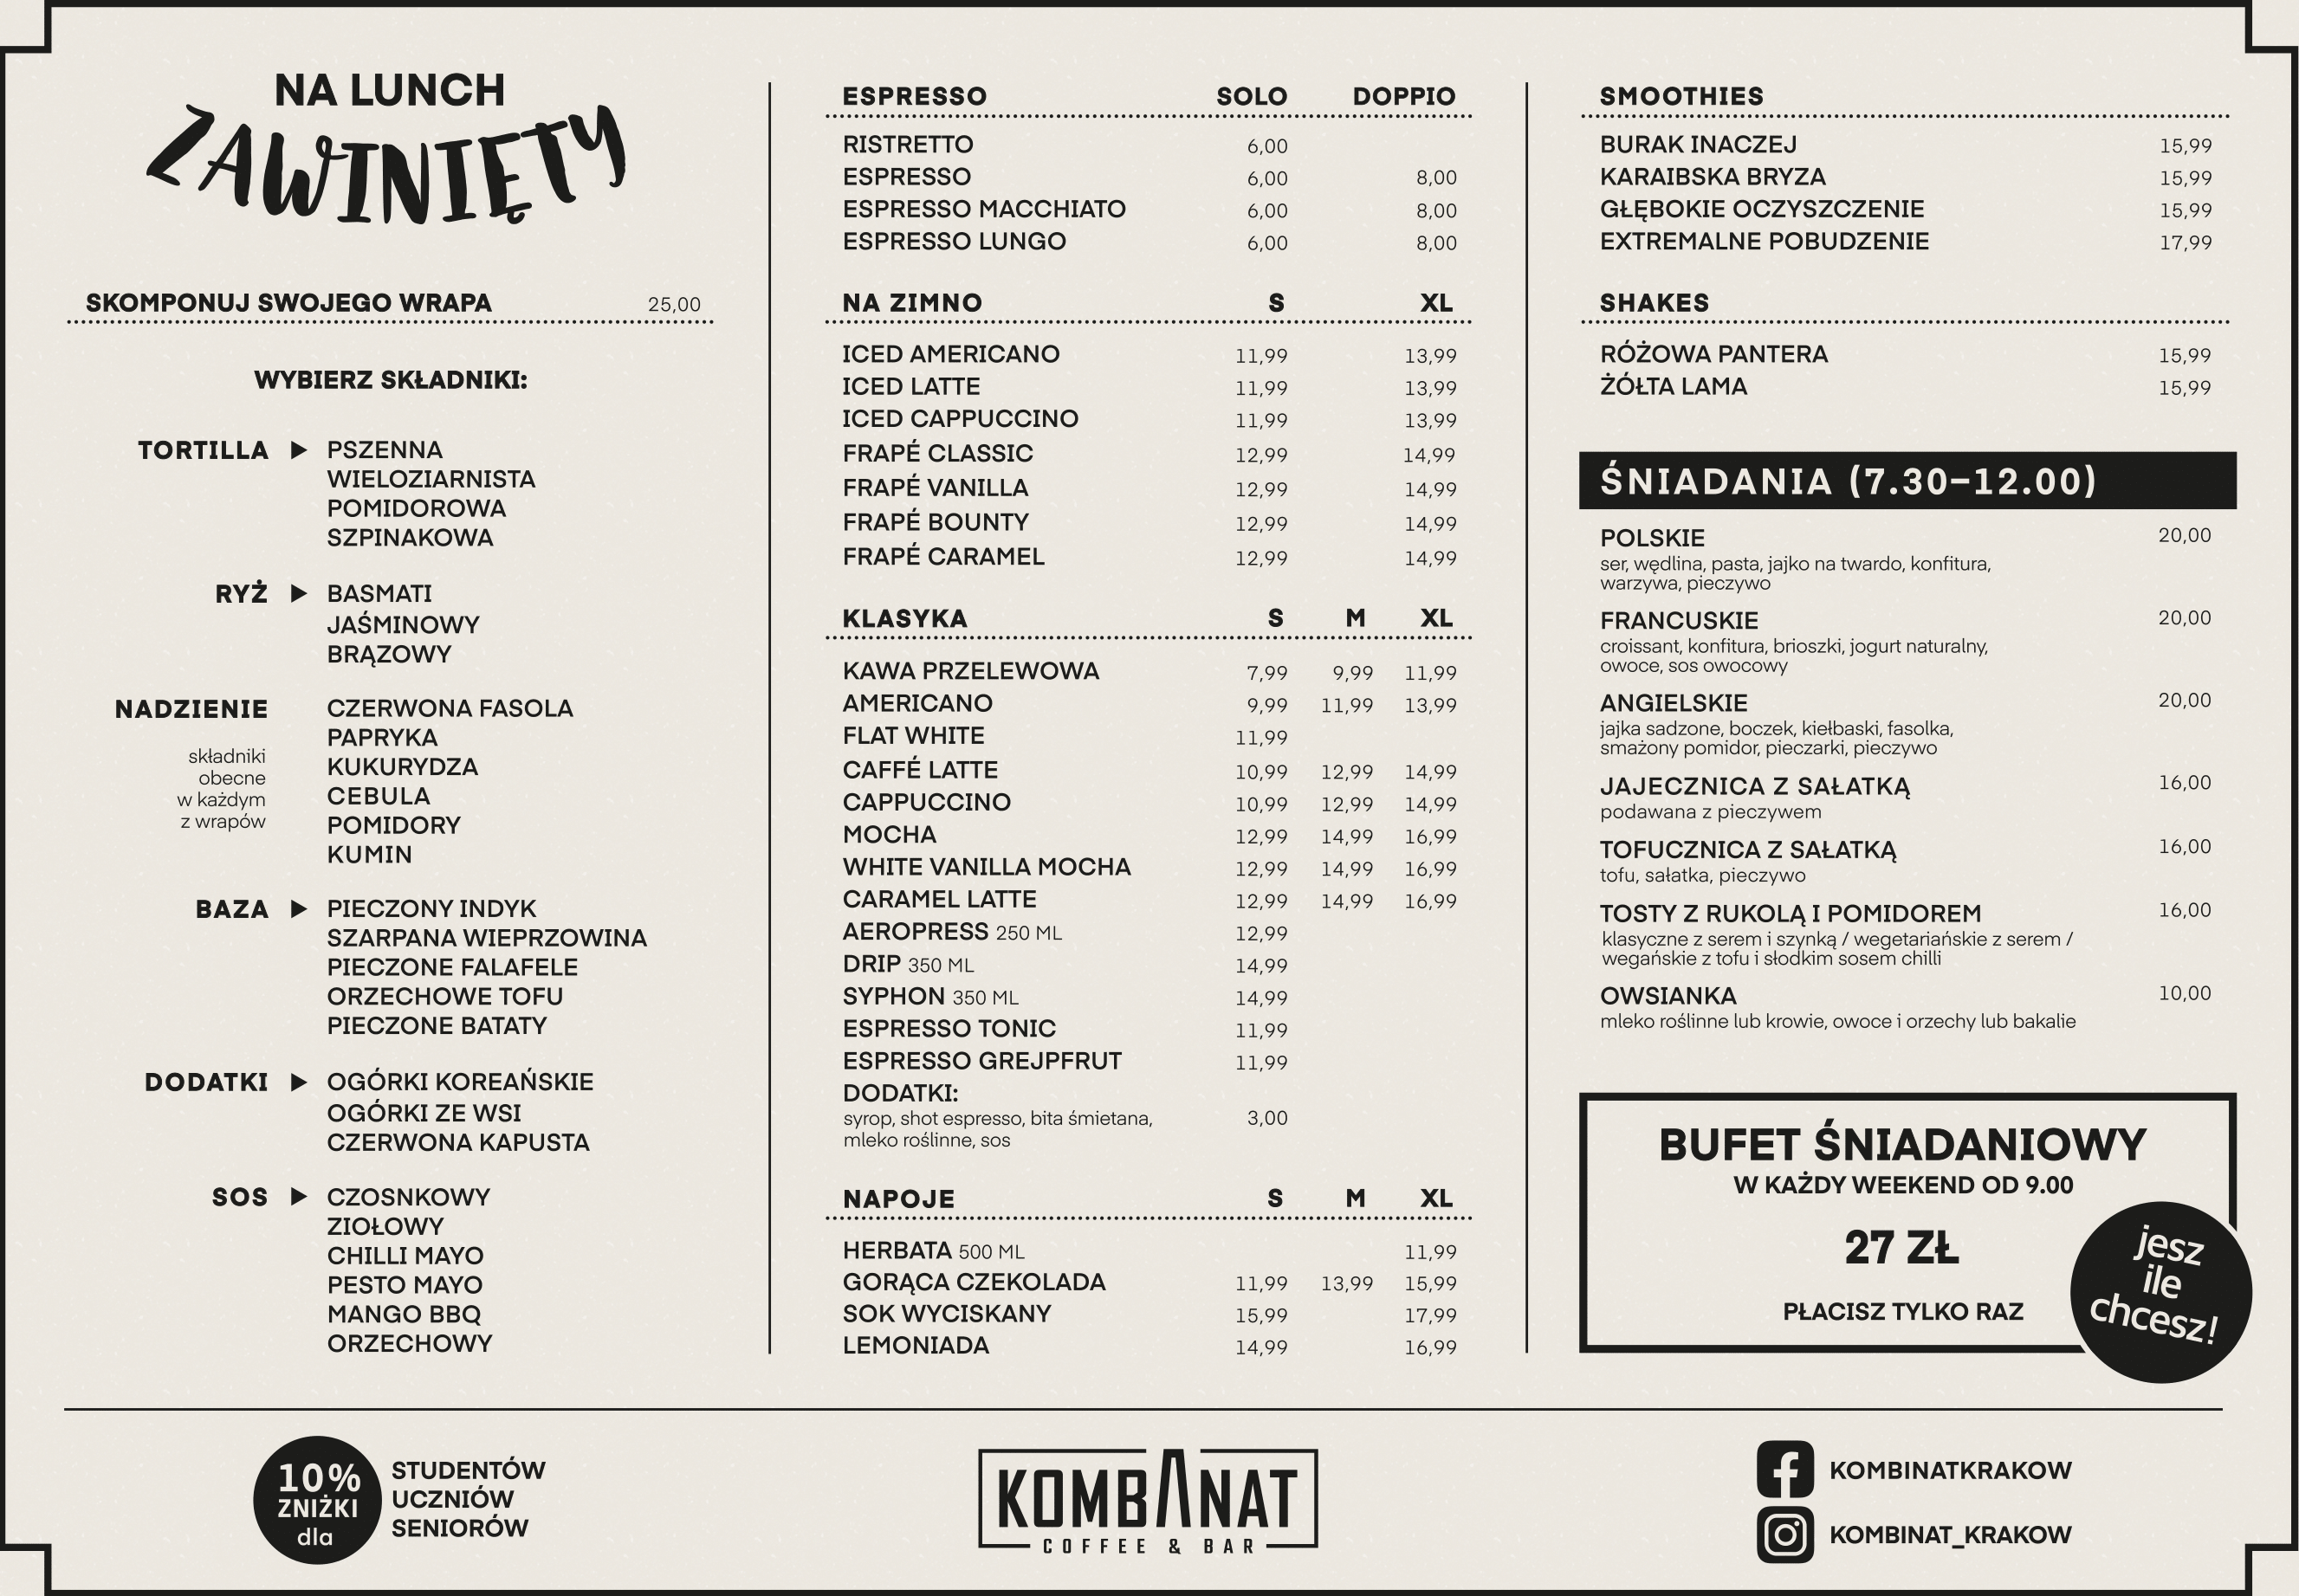 NA LUNCH
ZAWINIĘTY
SKOMPONUJ SWOJEGO WRAPA 25,00
WYBIERZ SKŁADNIKI:
TORTILLA ▶ PSZENNA
WIELOZIARNISTA
POMIDOROWA
SZPINAKOWA
RYŻ ▶ BASMATI
JAŚMINOWY
BRĄZOWY
NADZIENIE
składniki
obecne
w każdym
z wrapów
CZERWONA FASOLA
PAPRYKA
KUKURYDZA
CEBULA
POMIDORY
KUMIN
BAZA ▶ PIECZONY INDYK
SZARPANA WIEPRZOWINA
PIECZONE FALAFELE
ORZECHOWE TOFU
PIECZONE BATATY
DODATKI ▶ OGÓRKI KOREAŃSKIE
OGÓRKI ZE WSI
CZERWONA KAPUSTA
SOS ▶ CZOSNKOWY
ZIOŁOWY
CHILLI MAYO
PESTO MAYO
MANGO BBQ
ORZECHOWY
ESPRESSO SOLO DOPPIO
RISTRETTO 6,00
ESPRESSO 6,00 8,00
ESPRESSO MACCHIATO 6,00 8,00
ESPRESSO LUNGO 6,00 8,00
NA ZIMNO S XL
ICED AMERICANO 11,99 13,99
ICED LATTE 11,99 13,99
ICED CAPPUCCINO 11,99 13,99
FRAPÉ CLASSIC 12,99 14,99
FRAPÉ VANILLA 12,99 14,99
FRAPÉ BOUNTY 12,99 14,99
FRAPÉ CARAMEL 12,99 14,99
KLASYKA S M XL
KAWA PRZELEWOWA 7,99 9,99 11,99
AMERICANO 9,99 11,99 13,99
FLAT WHITE 11,99
CAFFÉ LATTE 10,99 12,99 14,99
CAPPUCCINO 10,99 12,99 14,99
MOCHA 12,99 14,99 16,99
WHITE VANILLA MOCHA 12,99 14,99 16,99
CARAMEL LATTE 12,99 14,99 16,99
AEROPRESS 250 ML 12,99
DRIP 350 ML 14,99
SYPHON 350 ML 14,99
ESPRESSO TONIC 11,99
ESPRESSO GREJPFRUT 11,99
DODATKI:
syrop, shot espresso, bita śmietana, 3,00
mleko roślinne, sos
NAPOJE S M XL
HERBATA 500 ML 11,99
GORĄCA CZEKOLADA 11,99 13,99 15,99
SOK WYCISKANY 15,99 17,99
LEMONIADA 14,99 16,99
SMOOTHIES
BURAK INACZEJ 15,99
KARAIBSKA BRYZA 15,99
GŁĘBOKIE OCZYSZCZENIE 15,99
EXTREMALNE POBUDZENIE 17,99
SHAKES
RÓŻOWA PANTERA 15,99
ŻÓŁTA LAMA 15,99
ŚNIADANIA (7.30–12.00)
POLSKIE 20,00
ser, wędlina, pasta, jajko na twardo, konfitura,
warzywa, pieczywo
FRANCUSKIE 20,00
croissant, konfitura, brioszki, jogurt naturalny,
owoce, sos owocowy
ANGIELSKIE 20,00
jajka sadzone, boczek, kiełbaski, fasolka,
smażony pomidor, pieczarki, pieczywo
JAJECZNICA Z SAŁATKĄ 16,00
podawana z pieczywem
TOFUCZNICA Z SAŁATKĄ 16,00
tofu, sałatka, pieczywo
TOSTY Z RUKOLĄ I POMIDOREM 16,00
klasyczne z serem i szynką / wegetariańskie z serem /
wegańskie z tofu i słodkim sosem chilli
OWSIANKA 10,00
mleko roślinne lub krowie, owoce i orzechy lub bakalie
BUFET ŚNIADANIOWY
W KAŻDY WEEKEND OD 9.00
27 ZŁ
PŁACISZ TYLKO RAZ
jesz
ile
chcesz!
10%
ZNIŻKI
dla
STUDENTÓW
UCZNIÓW
SENIORÓW
KOMBINAT
COFFEE & BAR
KOMBINATKRAKOW
KOMBINAT_KRAKOW